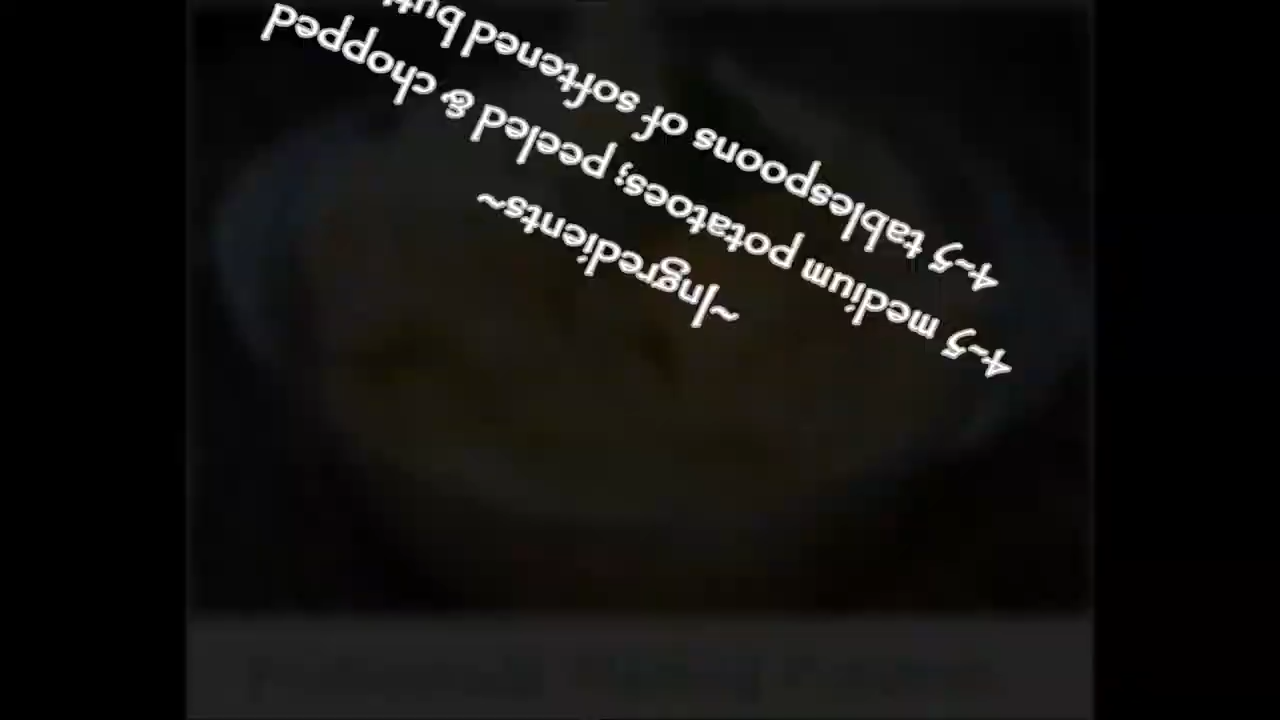 ~Ingredients~
4-5 medium potatoes; peeled & chopped
4-5 tablespoons of softened